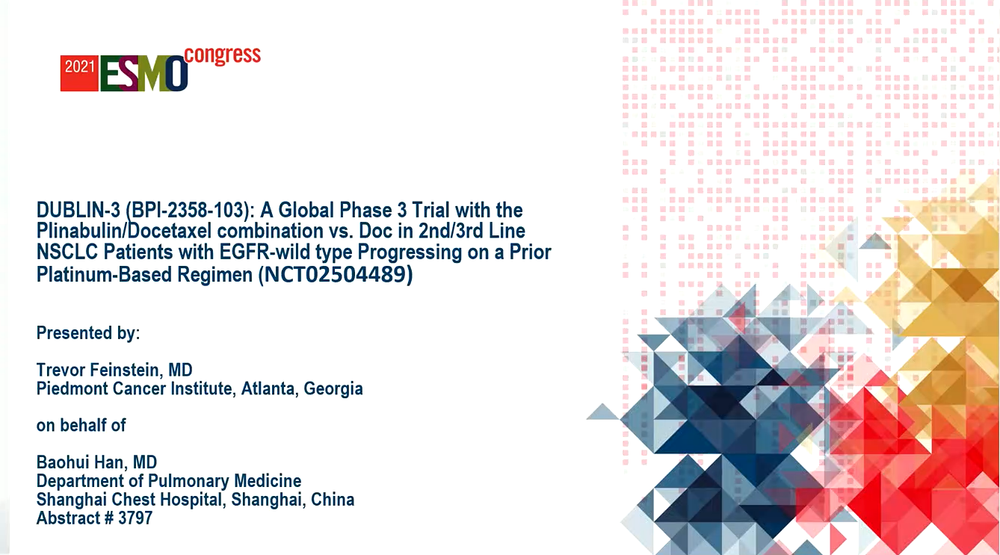 2021 ESMO congress
DUBLIN-3 (BPI-2358-103): A Global Phase 3 Trial with the
Plinabulin/Docetaxel combination vs. Doc in 2nd/3rd Line
NSCLC Patients with EGFR-wild type Progressing on a Prior
Platinum-Based Regimen (NCT02504489)
Presented by:
Trevor Feinstein, MD
Piedmont Cancer Institute, Atlanta, Georgia
on behalf of
Baohui Han, MD
Department of Pulmonary Medicine
Shanghai Chest Hospital, Shanghai, China
Abstract # 3797